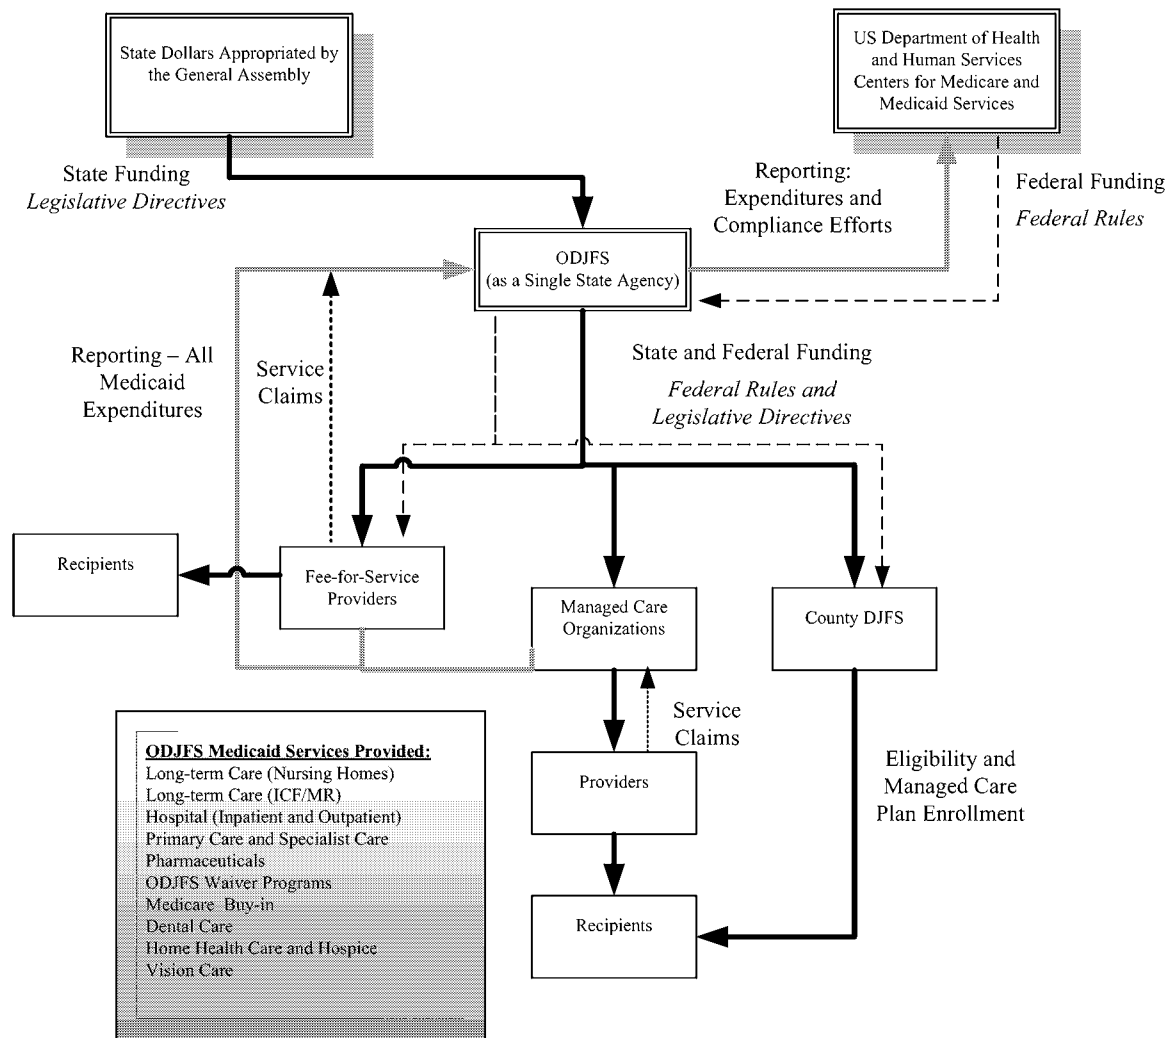 State Dollars Appropriated by
the General Assembly
US Department of Health
and Human Services
Centers for Medicare and
Medicaid Services
State Funding
Legislative Directives
Reporting:
Expenditures and
Compliance Efforts
Federal Funding
Federal Rules
ODJFS
(as a Single State Agency)
Reporting – All
Medicaid
Expenditures
Service
Claims
State and Federal Funding
Federal Rules and
Legislative Directives
Recipients
Fee-for-Service
Providers
Managed Care
Organizations
County DJFS
Service
Claims
Providers
Eligibility and
Managed Care
Plan Enrollment
Recipients
ODJFS Medicaid Services Provided:
Long-term Care (Nursing Homes)
Long-term Care (ICF/MR)
Hospital (Inpatient and Outpatient)
Primary Care and Specialist Care
Pharmaceuticals
ODJFS Waiver Programs
Medicare Buy-in
Dental Care
Home Health Care and Hospice
Vision Care